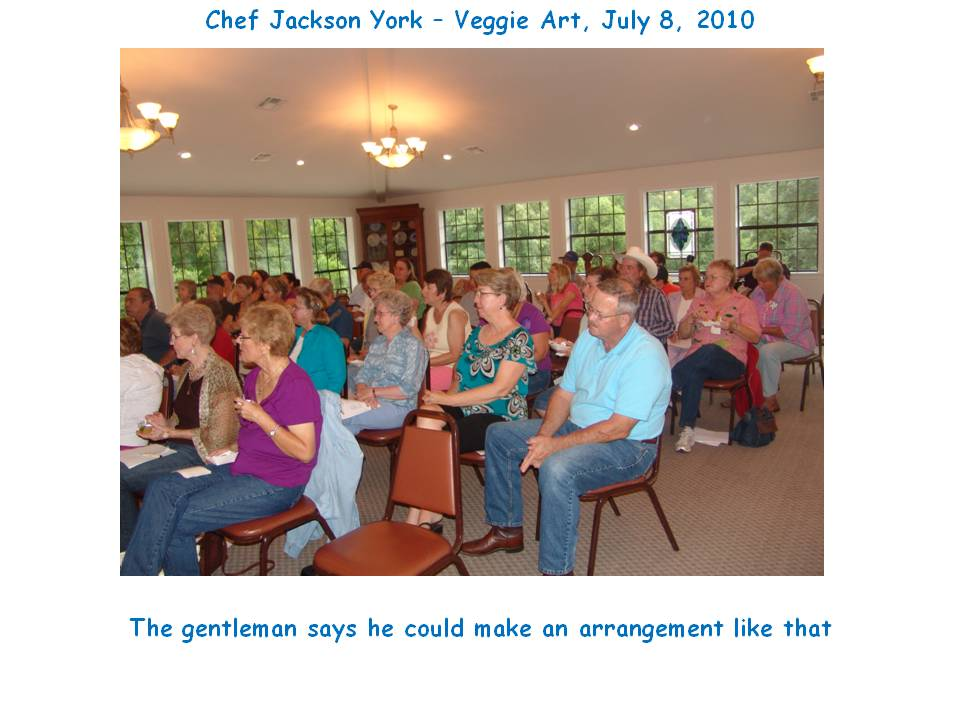 Chef Jackson York – Veggie Art, July 8, 2010
The gentleman says he could make an arrangement like that